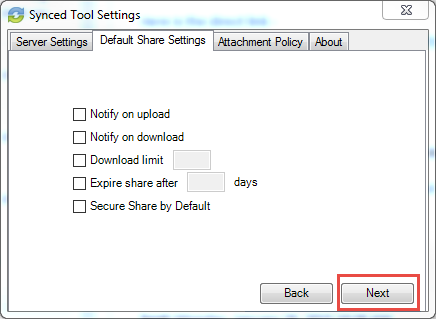 Synced Tool Settings
Server Settings Default Share Settings Attachment Policy About
Notify on upload
Notify on download
Download limit
Expire share after days
Secure Share by Default
Back Next